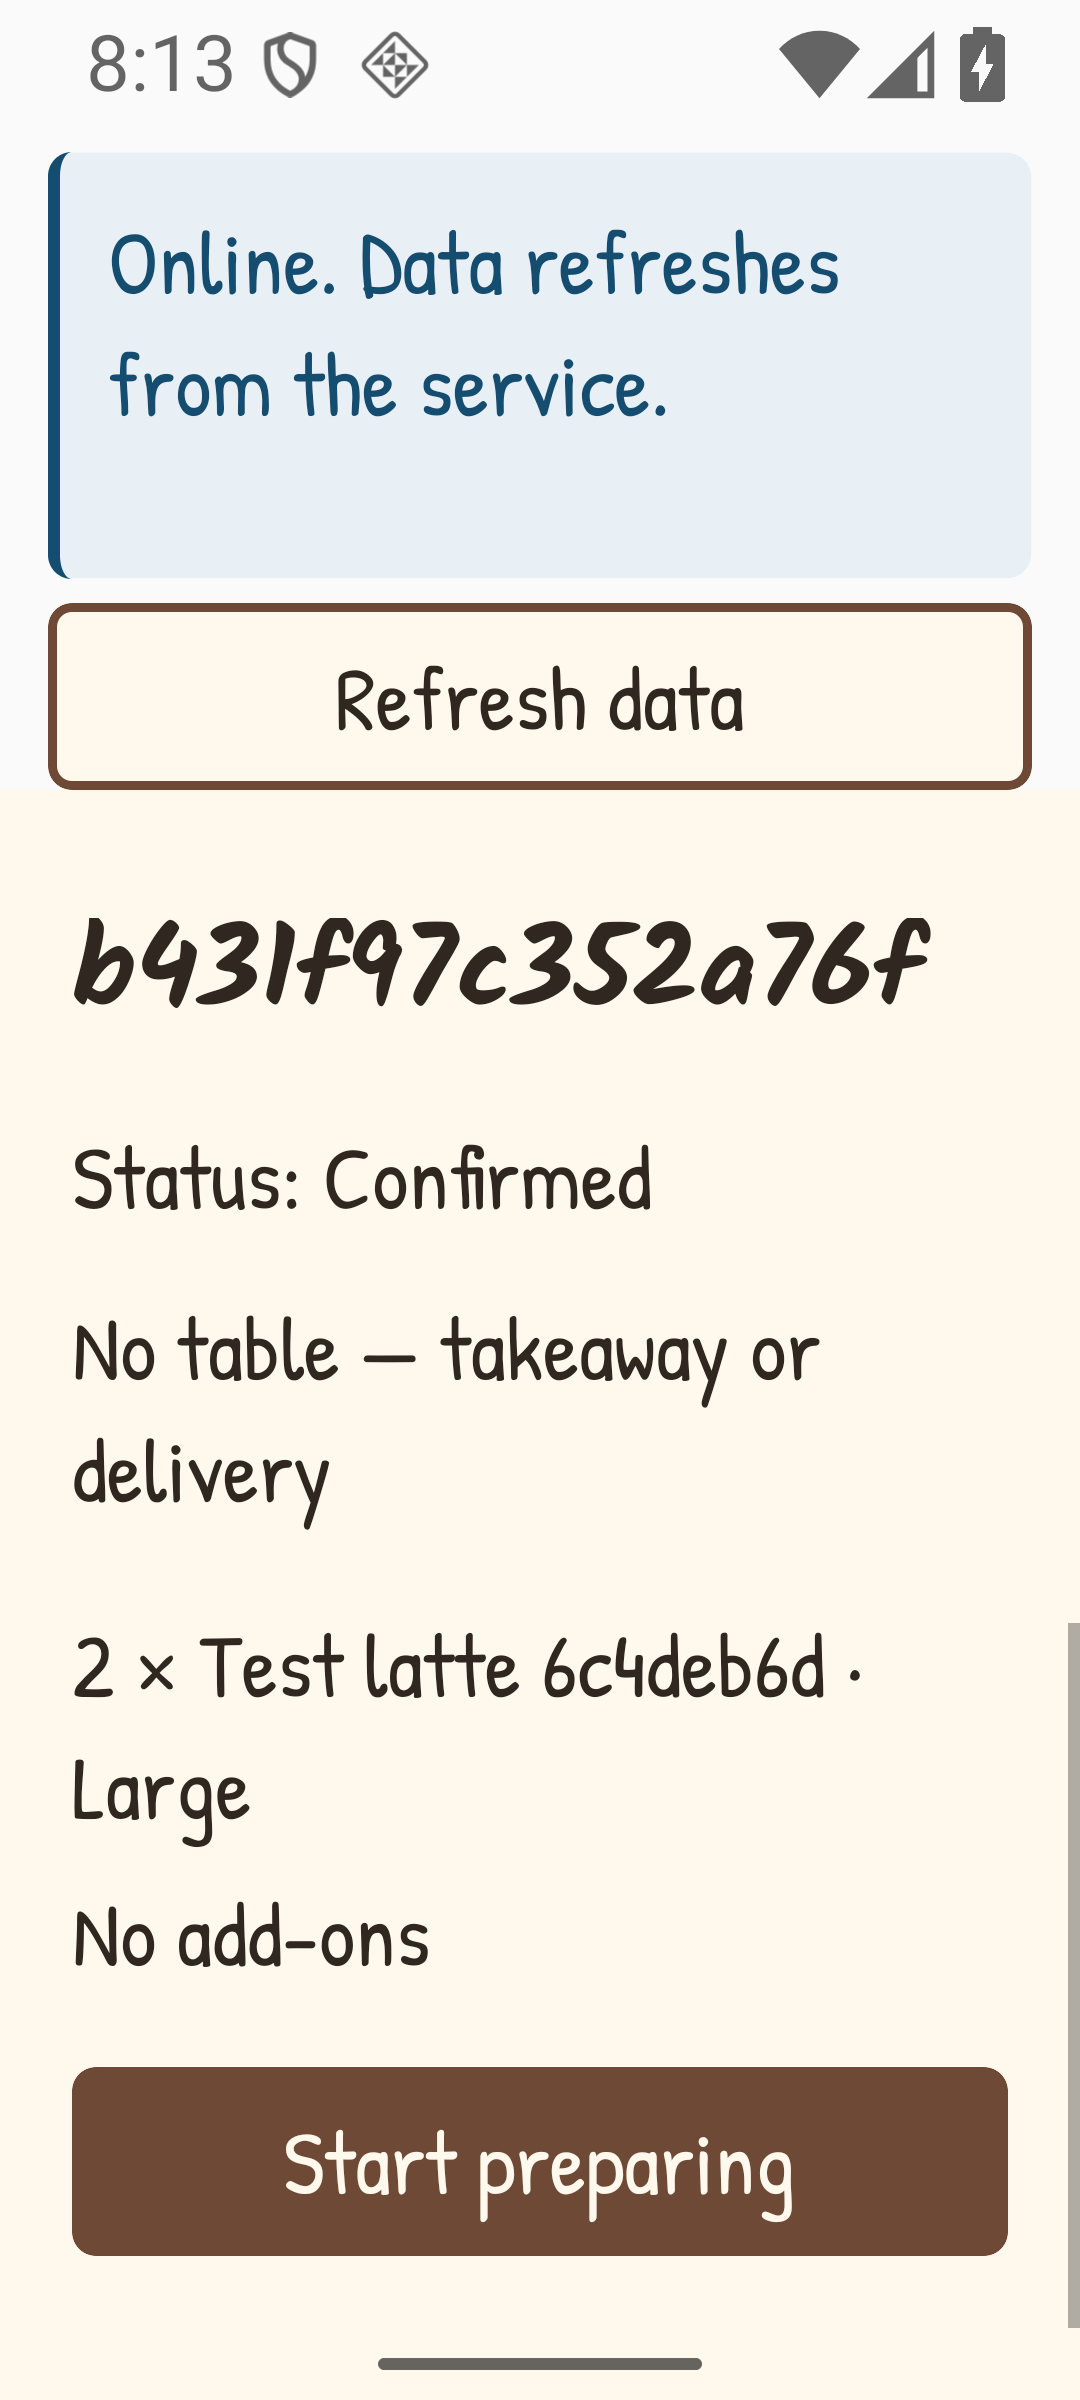 8:13
Online. Data refreshes
from the service.
Refresh data
b431f97c352a76f
Status: Confirmed
No table — takeaway or
delivery
2 × Test latte 6c4deb6d ·
Large
No add-ons
Start preparing